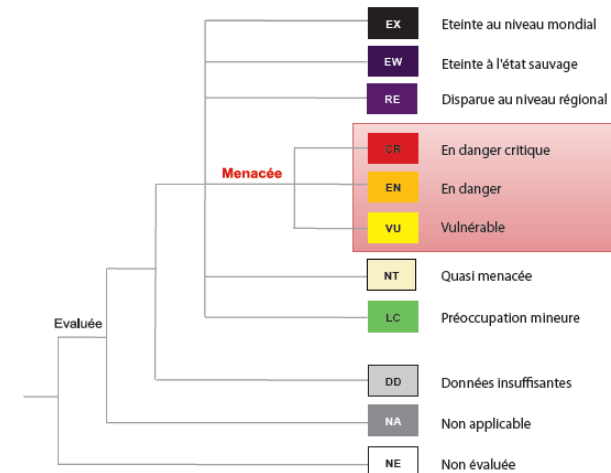 EX Eteinte au niveau mondial
EW Eteinte à l'état sauvage
RE Disparue au niveau régional
CR En danger critique
Menacée
EN En danger
VU Vulnérable
NT Quasi menacée
LC Préoccupation mineure
Evaluée
DD Données insuffisantes
NA Non applicable
NE Non évaluée